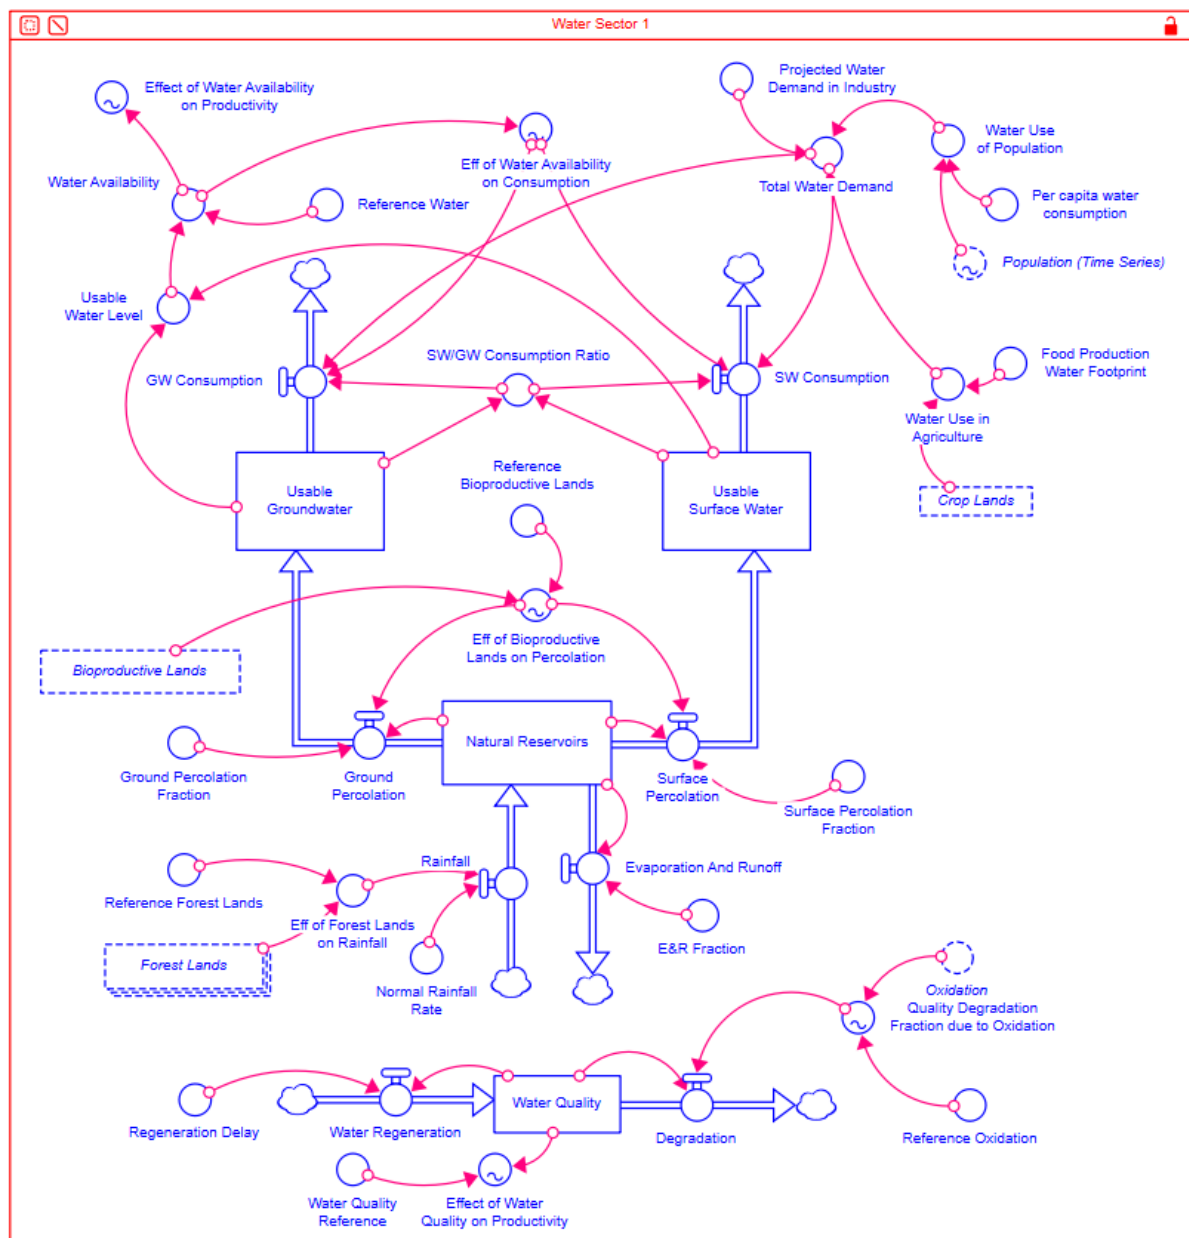 Water Sector 1
Effect of Water Availability
on Productivity
Projected Water
Demand in Industry
Water Use
of Population
Eff of Water Availability
on Consumption
Water Availability
Total Water Demand
Reference Water
Per capita water
consumption
Population (Time Series)
Usable
Water Level
GW Consumption
SW/GW Consumption Ratio
SW Consumption
Food Production
Water Footprint
Water Use in
Agriculture
Usable
Groundwater
Reference
Bioproductive Lands
Usable
Surface Water
Crop Lands
Eff of Bioproductive
Lands on Percolation
Bioproductive Lands
Natural Reservoirs
Ground Percolation
Fraction
Ground
Percolation
Surface
Percolation
Surface Percolation
Fraction
Rainfall
Evaporation And Runoff
Reference Forest Lands
Eff of Forest Lands
on Rainfall
E&R Fraction
Forest Lands
Normal Rainfall
Rate
Oxidation
Quality Degradation
Fraction due to Oxidation
Water Quality
Regeneration Delay
Water Regeneration
Degradation
Reference Oxidation
Water Quality
Reference
Effect of Water
Quality on Productivity